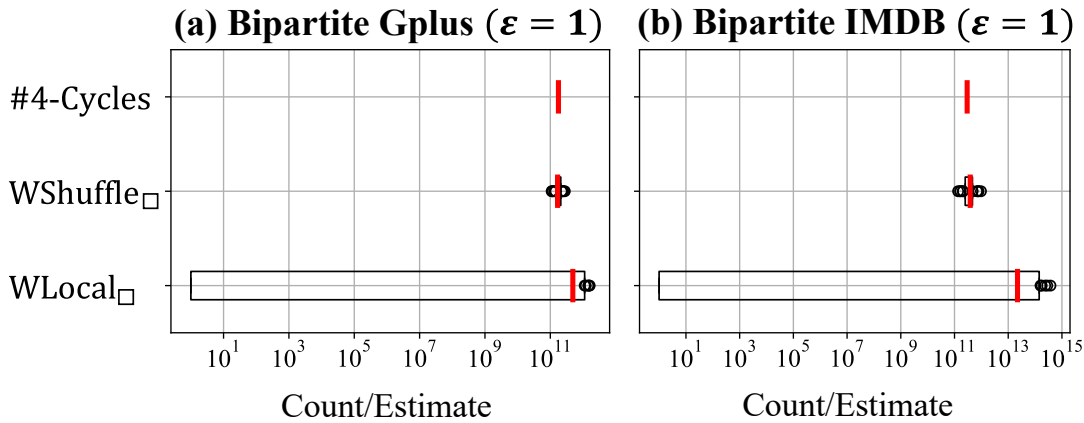 (a) Bipartite Gplus (ε = 1)
(b) Bipartite IMDB (ε = 1)
#4-Cycles
WShuffle□
WLocal□
10¹ 10³ 10⁵ 10⁷ 10⁹ 10¹¹
10¹ 10³ 10⁵ 10⁷ 10⁹ 10¹¹ 10¹³ 10¹⁵
Count/Estimate
Count/Estimate